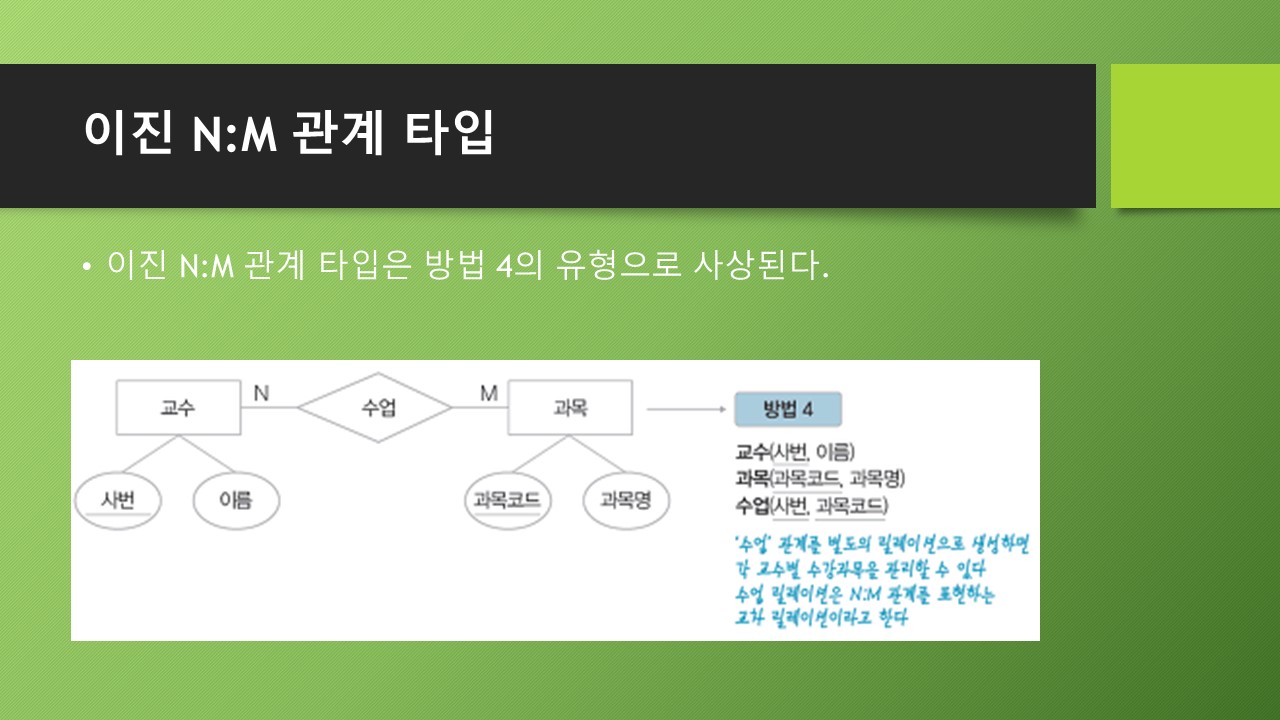 이진 N:M 관계 타입
• 이진 N:M 관계 타입은 방법 4의 유형으로 사상된다.
교수 N 수업 M 과목
사번 이름 과목코드 과목명
방법 4
교수(사번, 이름)
과목(과목코드, 과목명)
수업(사번, 과목코드)
'수업' 관계를 별도의 릴레이션으로 생성하면
각 교수별 수강과목을 관리할 수 있다
수업 릴레이션은 N:M 관계를 표현하는
교차 릴레이션이라고 한다